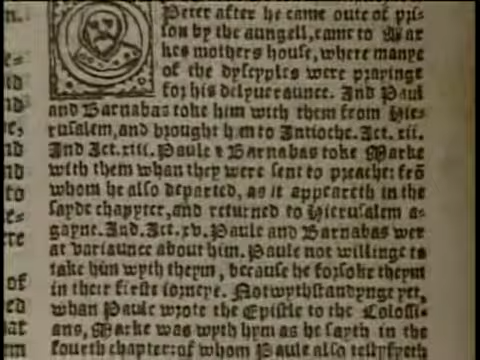 Peter after he came oute of pri-
son by the aungell, came to Mar
kes mothers house, where manye
of the dyscyples were prayinge
for his delyueraunce. And Paul
and Barnabas toke him with them from Hie-
rusalem, and brought h m to Antioche. Act. xii.
And Act. xiii. Paule & Barnabas toke Marke
with them whan they were sent to preache: frō
whom he also departed, as it appeareth in the
sayde chapyter, and returned to Hierusalem a-
gayne. And. Act. xv. Paule and Barnabas wer
at variaunce about him. Paule not willinge to
take him wyth theym, because he forsoke theym
in their firste iorneye. Notwythstandynge yet,
whan Paule wrote the Epistle to the Colossi-
ans, Marke was wyth hym as he sayth in the
fourth chapter: of whom Paule also testyfyeth